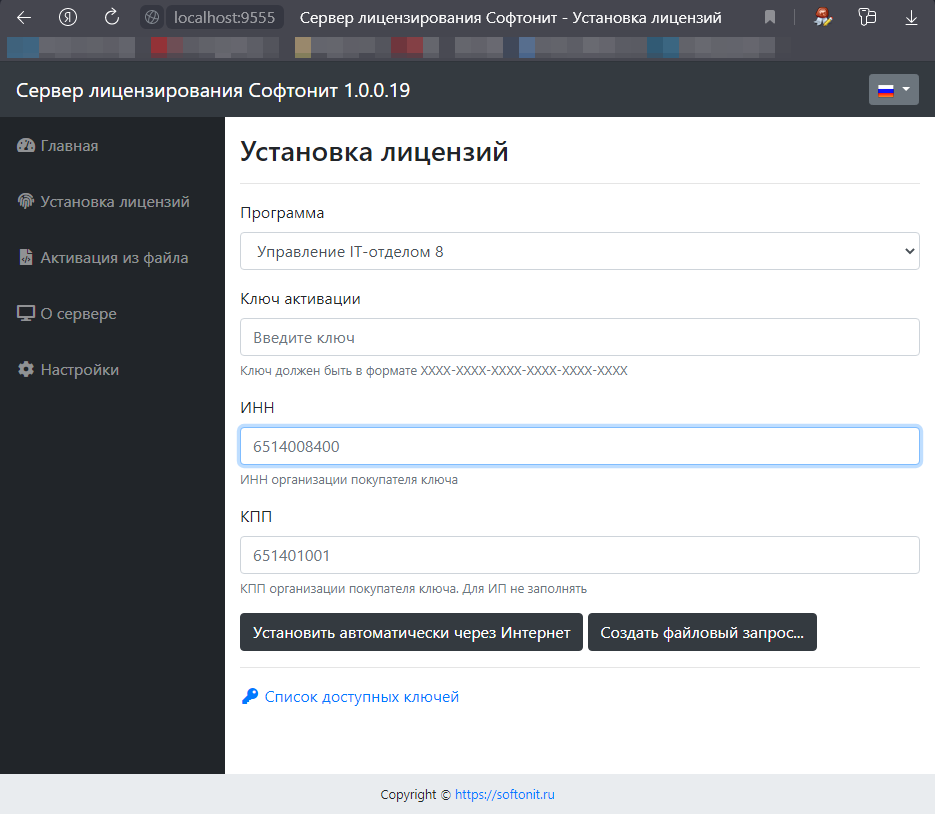 Я localhost:9555 Сервер лицензирования Софтонит - Установка лицензий
Сервер лицензирования Софтонит 1.0.0.19
Главная
Установка лицензий
Активация из файла
О сервере
Настройки
Установка лицензий
Программа
Управление IT-отделом 8
Ключ активации
Введите ключ
Ключ должен быть в формате XXXX-XXXX-XXXX-XXXX-XXXX-XXXX
ИНН
6514008400
ИНН организации покупателя ключа
КПП
651401001
КПП организации покупателя ключа. Для ИП не заполнять
Установить автоматически через Интернет Создать файловый запрос...
Список доступных ключей
Copyright © https://softonit.ru